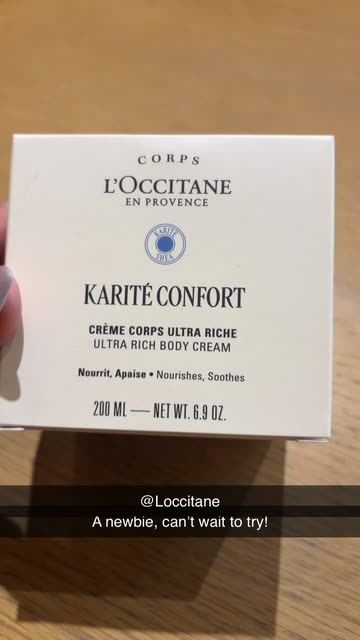 CORPS
L'OCCITANE
EN PROVENCE
KARITÉ
SHEA
KARITÉ CONFORT
CRÈME CORPS ULTRA RICHE
ULTRA RICH BODY CREAM
Nourrit, Apaise • Nourishes, Soothes
200 ML — NET WT. 6.9 OZ.
@Loccitane
A newbie, can't wait to try!